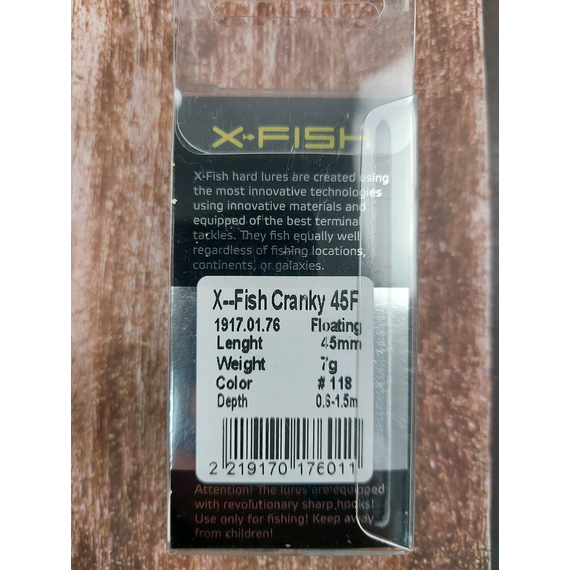 X-FISH
X-Fish hard lures are created using
the most innovative technologies
using innovative materials and
equipped of the best terminal
tackles. They fish equally well
regardless of fishing locations,
continents, or galaxies.
X--Fish Cranky 45F
1917.01.76 Floating
Lenght 45mm
Weight 7g
Color # 118
Depth 0.6-1.5m
2 219170 176011
Attention! The lures are equipped
with revolutionary sharp hooks!
Use only for fishing! Keep away
from children!